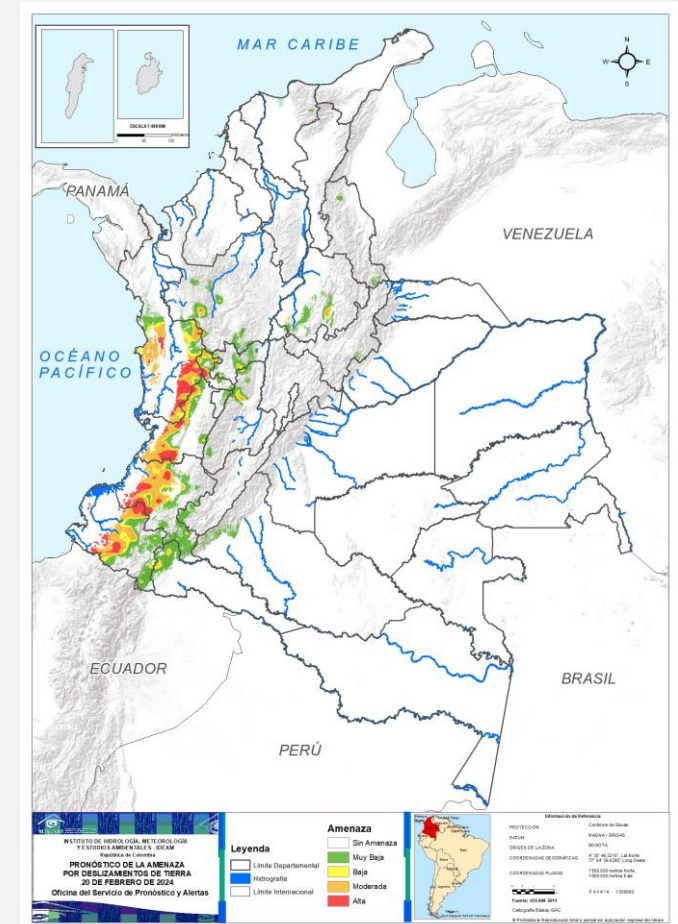 MAR CARIBE
N
W
E
S
PANAMÁ
VENEZUELA
OCÉANO
PACÍFICO
ECUADOR
PERÚ
BRASIL
IDEAM
INSTITUTO DE HIDROLOGÍA, METEOROLOGÍA
Y ESTUDIOS AMBIENTALES - IDEAM
República de Colombia
PRONÓSTICO DE LA AMENAZA
POR DESLIZAMIENTOS DE TIERRA
20 DE FEBRERO DE 2024
Oficina del Servicio de Pronóstico y Alertas
Leyenda
Límite Departamental
Hidrografía
Límite Internacional
Amenaza
Sin Amenaza
Muy Baja
Baja
Moderada
Alta
Información de Referencia
PROYECCIÓN
DATUM
MAGNA - SIRGAS
ORIGEN DE LA ZONA
BOGOTÁ
COORDENADAS GEOGRÁFICAS
COORDENADAS PLANAS